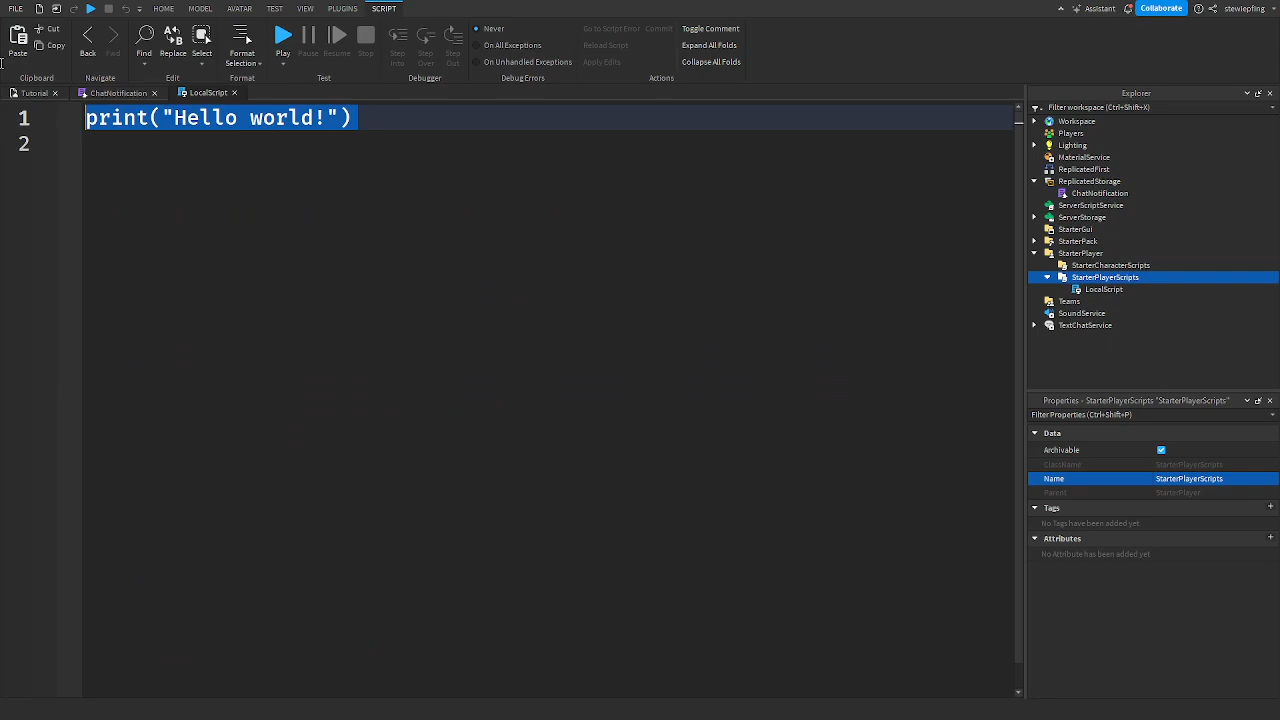 FILE HOME MODEL AVATAR TEST VIEW PLUGINS SCRIPT Assistant Collaborate stewiepfing
Paste Cut Copy Clipboard
Back Fwd Navigate
Find Replace Select Edit
Format Selection Format
Play Pause Resume Stop Test
Step Into Step Over Step Out Debugger
Never
On All Exceptions
On Unhandled Exceptions
Debug Errors
Go to Script Error Commit
Reload Script
Apply Edits
Toggle Comment
Expand All Folds
Collapse All Folds
Actions
Tutorial ChatNotification LocalScript
1 print("Hello world!")
2
Explorer
Filter workspace (Ctrl+Shift+X)
Workspace
Players
Lighting
MaterialService
ReplicatedFirst
ReplicatedStorage
ChatNotification
ServerScriptService
ServerStorage
StarterGui
StarterPack
StarterPlayer
StarterCharacterScripts
StarterPlayerScripts
LocalScript
Teams
SoundService
TextChatService
Properties - StarterPlayerScripts "StarterPlayerScripts"
Filter Properties (Ctrl+Shift+P)
Data
Archivable
ClassName StarterPlayerScripts
Name StarterPlayerScripts
Parent StarterPlayer
Tags
No Tags have been added yet
Attributes
No Attribute has been added yet